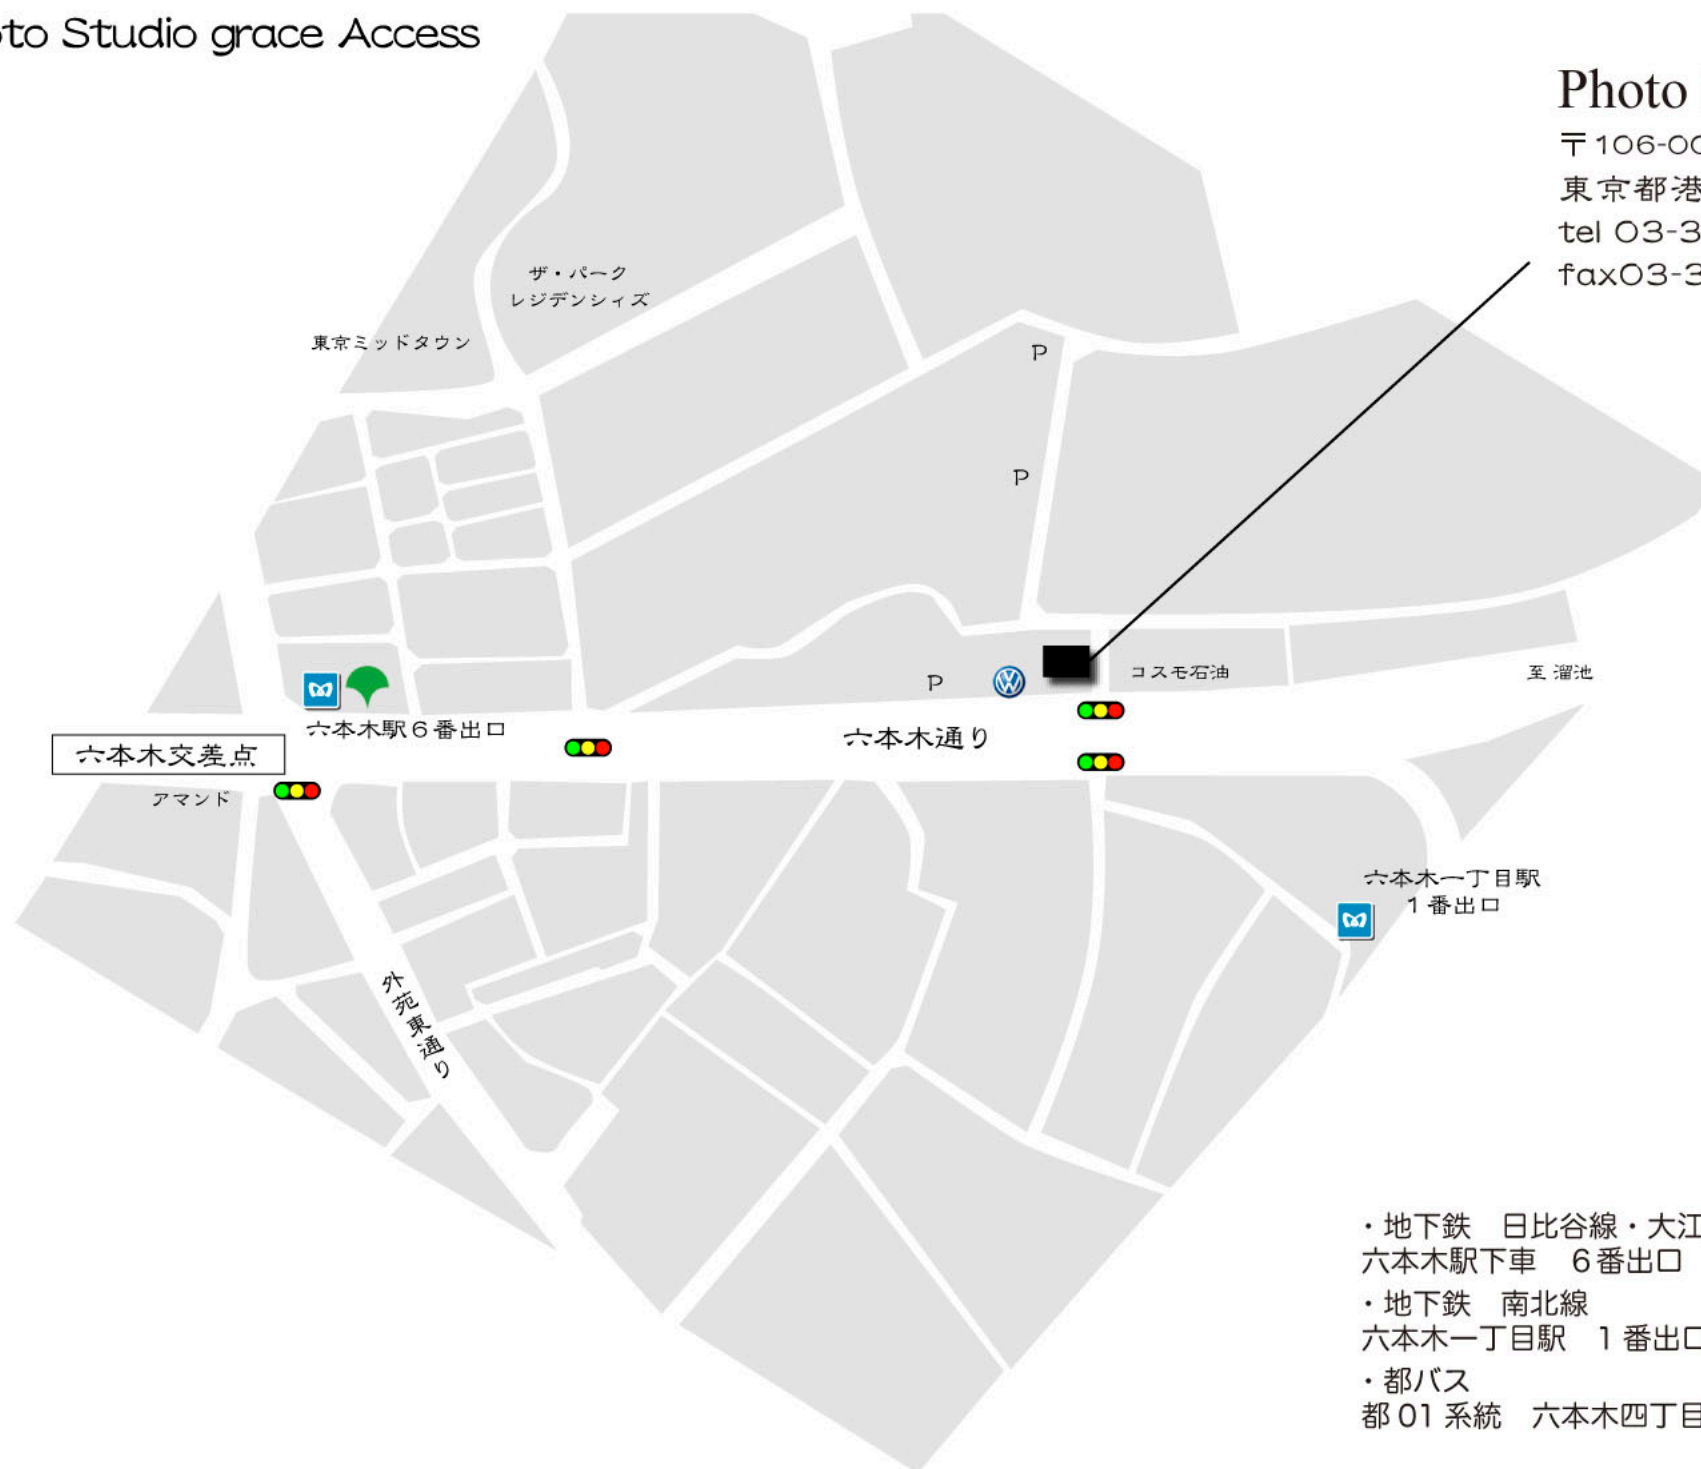 to Studio grace Access
Photo
〒106-00
東京都港
tel 03-3
fax03-3
ザ・パーク
レジデンシィズ
東京ミッドタウン
P
P
P
コスモ石油
至 溜池
六本木駅6番出口
六本木通り
六本木交差点
アマンド
六本木一丁目駅
1番出口
外苑東通り
・地下鉄 日比谷線・大江
六本木駅下車 6番出口
・地下鉄 南北線
六本木一丁目駅 1番出口
・都バス
都01系統 六本木四丁目